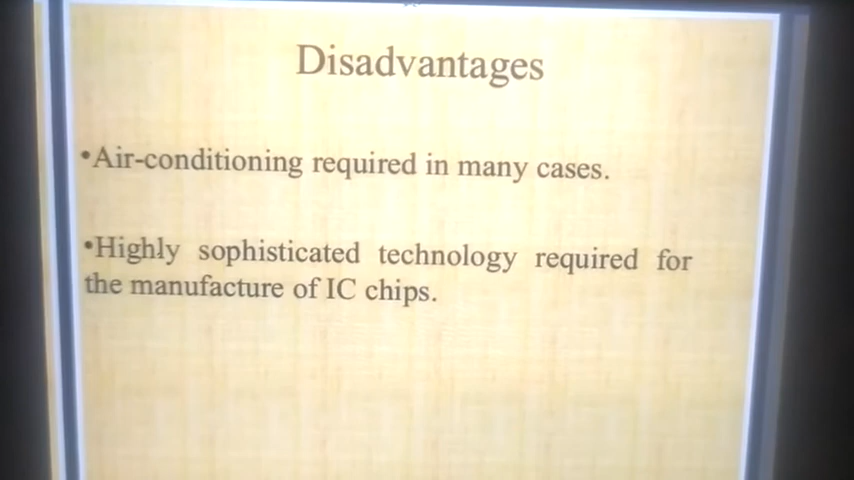 Disadvantages
•Air-conditioning required in many cases.
•Highly sophisticated technology required for
the manufacture of IC chips.